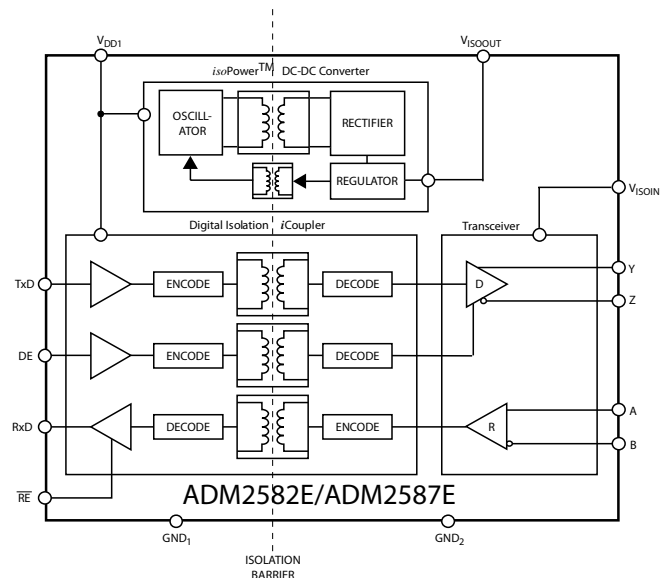 VDD1
VISOOUT
isoPower™ DC-DC Converter
OSCILL-
ATOR
RECTIFIER
REGULATOR
VISOIN
Digital Isolation iCoupler
Transceiver
TxD
ENCODE
DECODE
D
Y
Z
DE
ENCODE
DECODE
RxD
DECODE
ENCODE
R
A
B
RE
ADM2582E/ADM2587E
GND1
GND2
ISOLATION
BARRIER